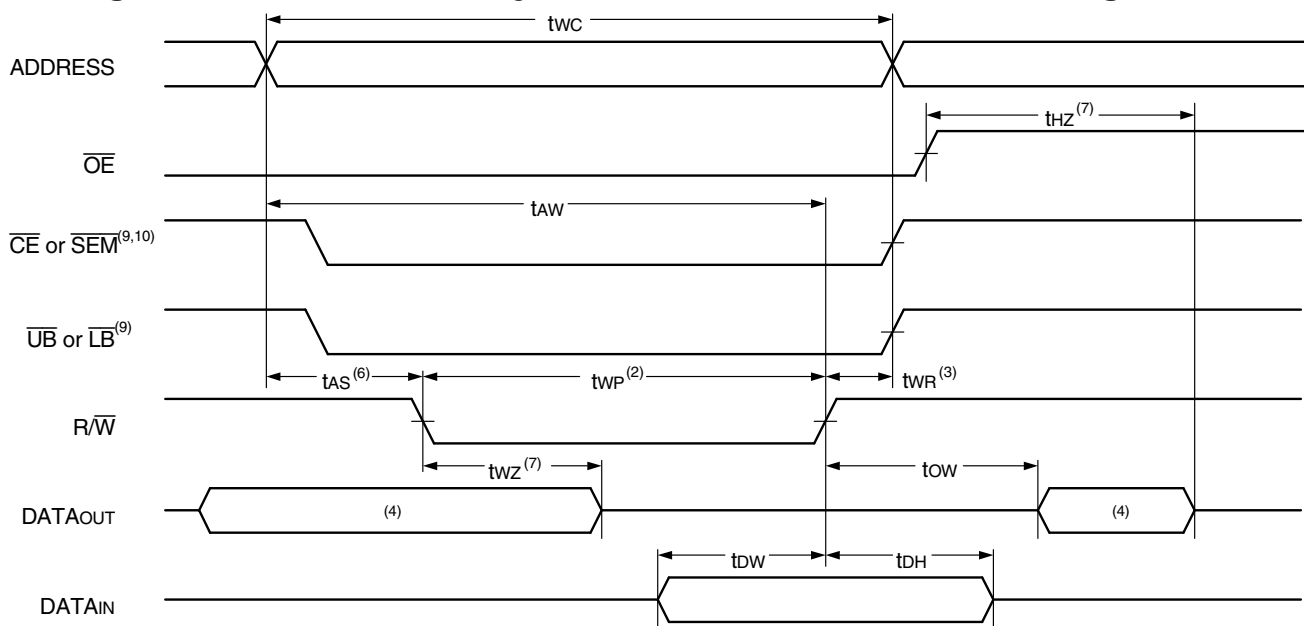 tWC
ADDRESS
tHZ(7)
OE
tAW
CE or SEM(9,10)
UB or LB(9)
tAS(6)
tWP(2)
tWR(3)
R/W
tWZ(7)
tOW
DATAOUT
(4)
(4)
tDW
tDH
DATAIN